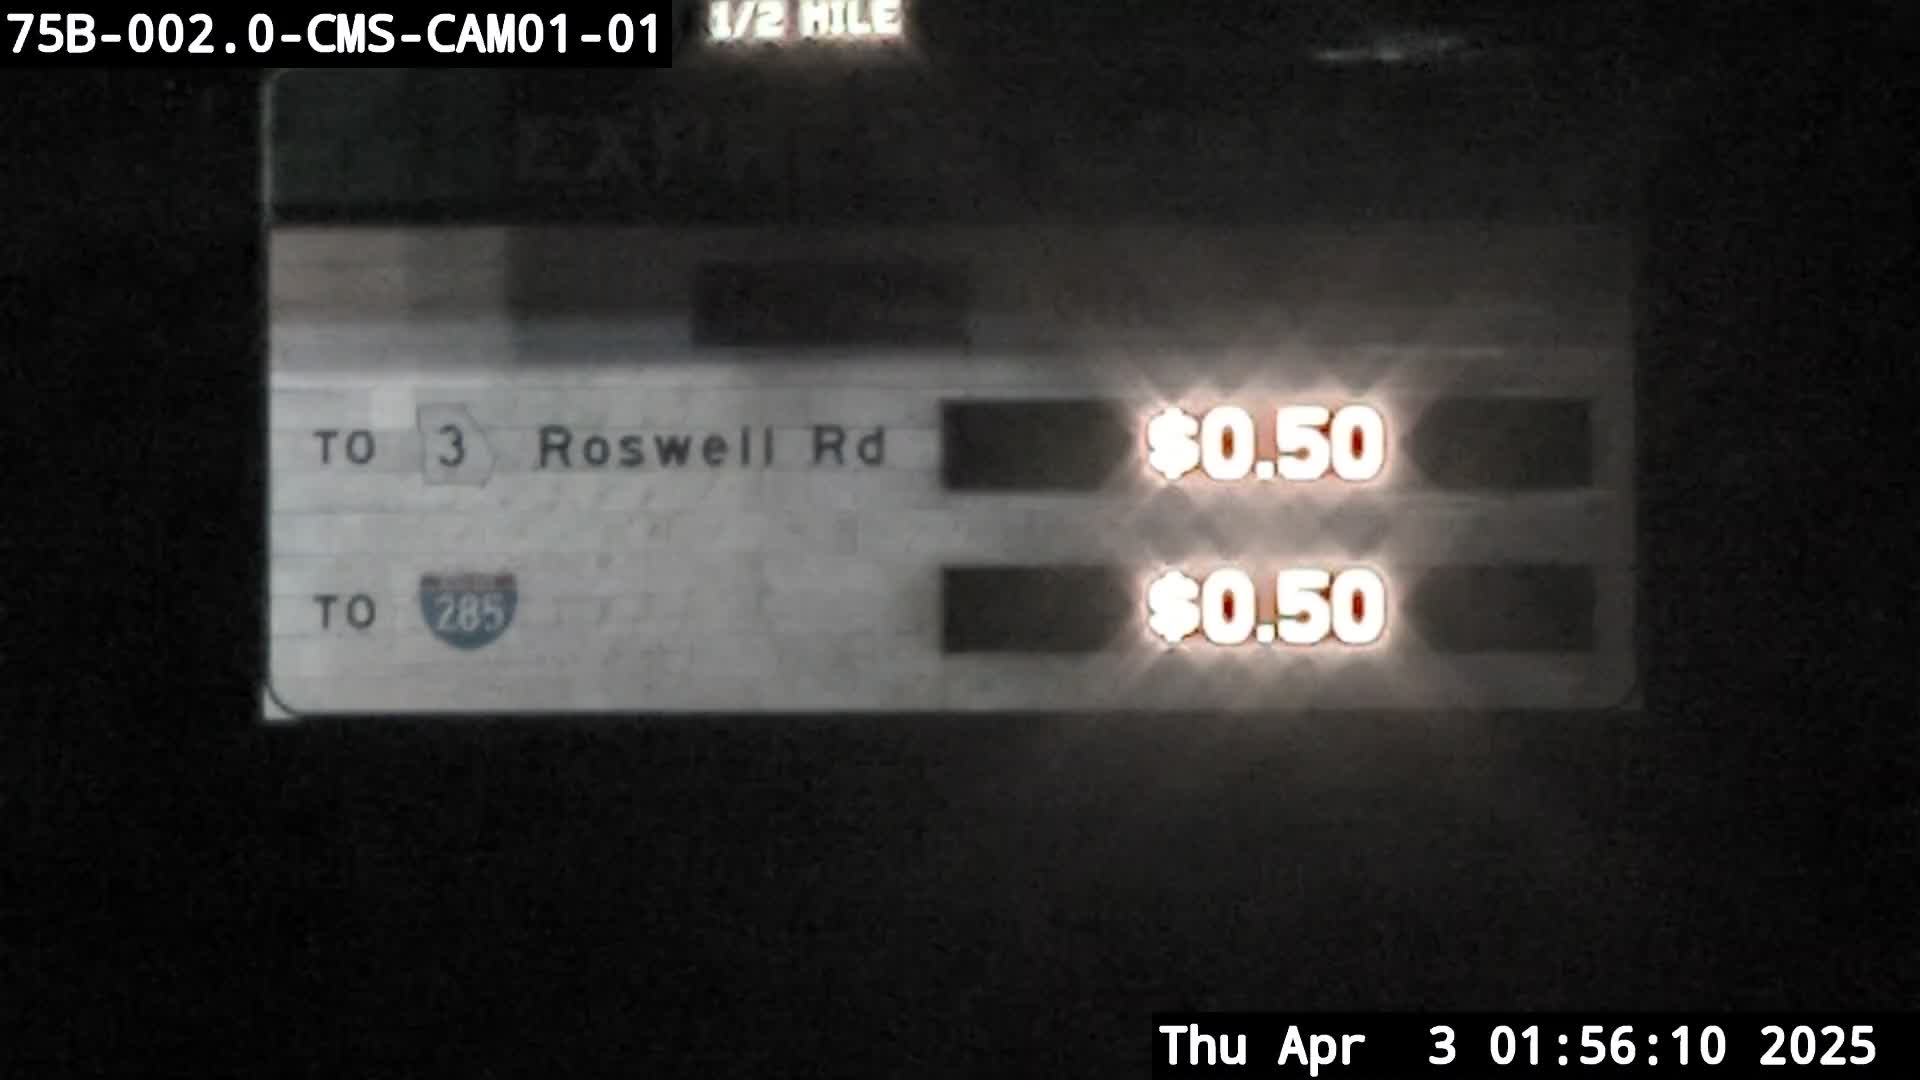 75B-002.0-CMS-CAM01-01
1/2 MILE
TO 3 Roswell Rd $0.50
TO 285 $0.50
Thu Apr 3 01:56:10 2025